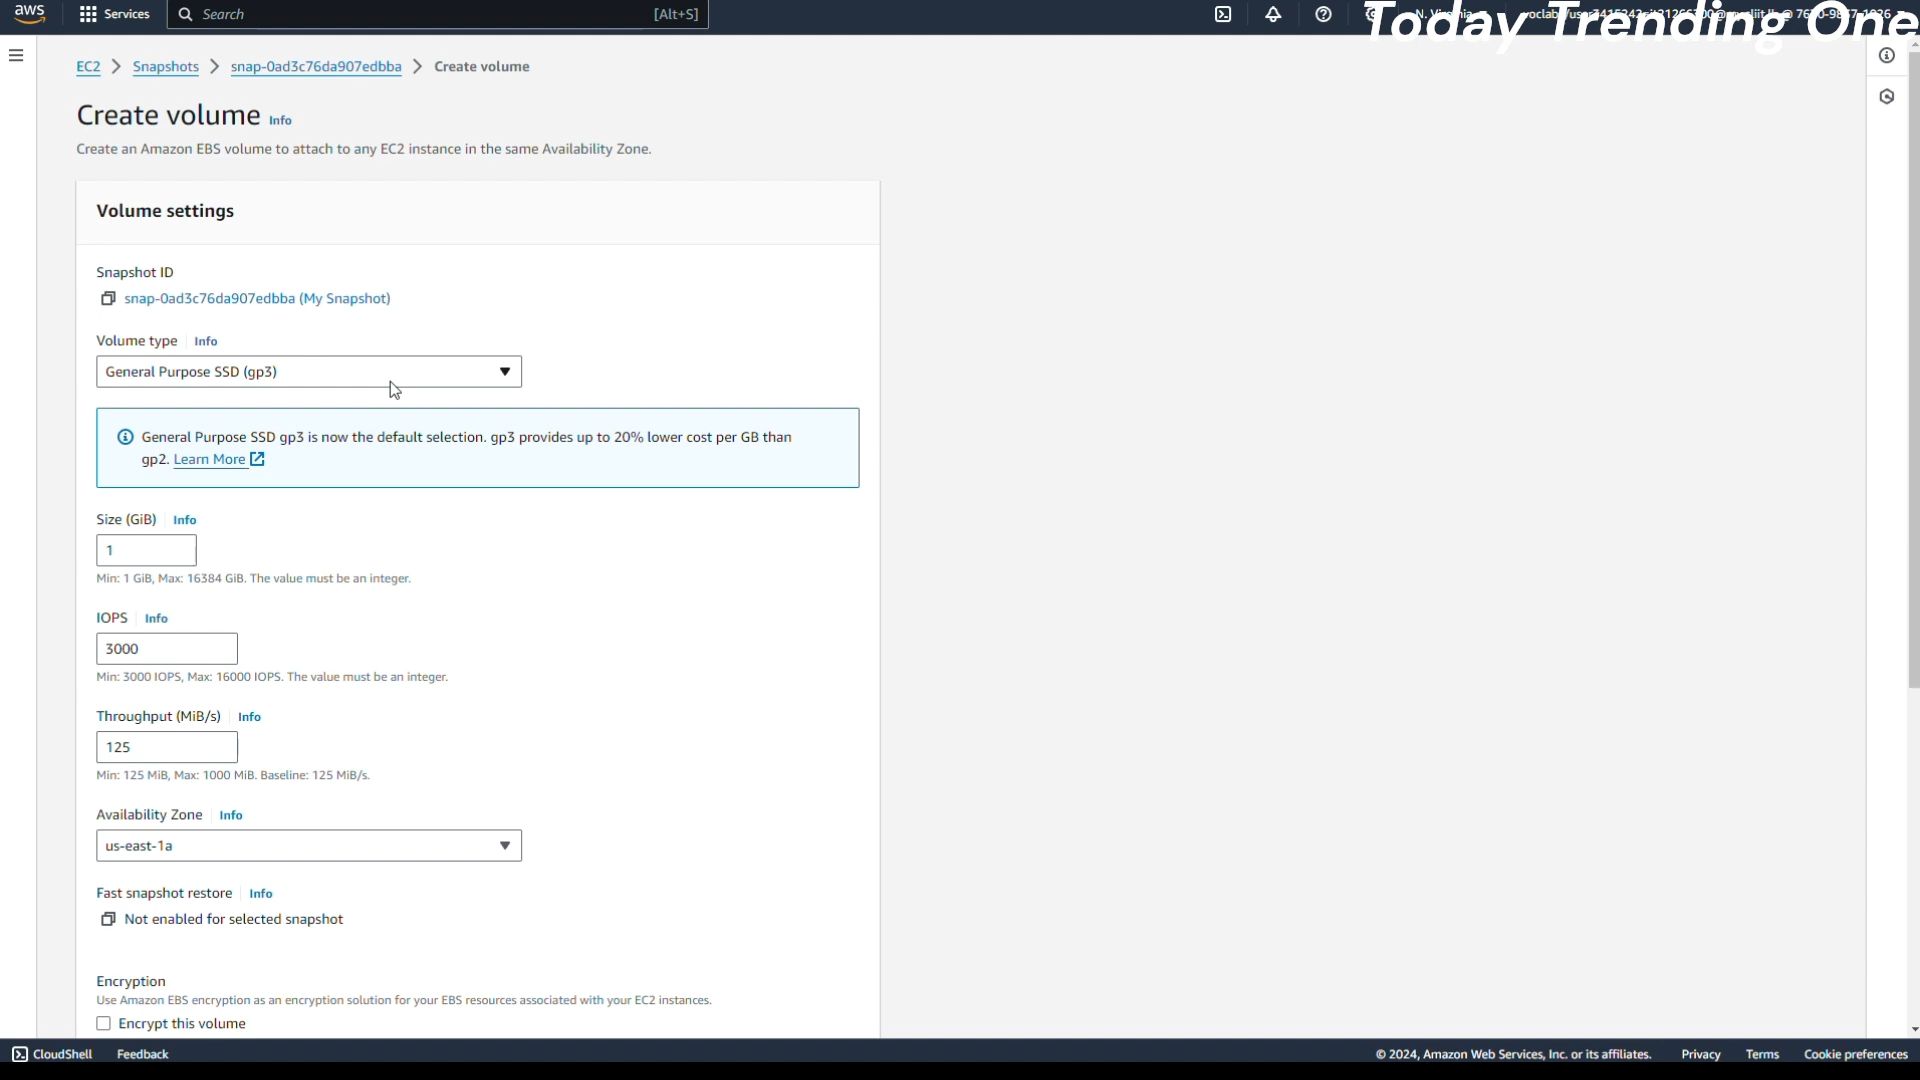 aws
Services
Search
[Alt+S]
Today Trending One
EC2 > Snapshots > snap-0ad3c76da907edbba > Create volume
Create volume Info
Create an Amazon EBS volume to attach to any EC2 instance in the same Availability Zone.
Volume settings
Snapshot ID
snap-0ad3c76da907edbba (My Snapshot)
Volume type Info
General Purpose SSD (gp3)
General Purpose SSD gp3 is now the default selection. gp3 provides up to 20% lower cost per GB than
gp2. Learn More
Size (GiB) Info
1
Min: 1 GiB, Max: 16384 GiB. The value must be an integer.
IOPS Info
3000
Min: 3000 IOPS, Max: 16000 IOPS. The value must be an integer.
Throughput (MiB/s) Info
125
Min: 125 MiB, Max: 1000 MiB. Baseline: 125 MiB/s.
Availability Zone Info
us-east-1a
Fast snapshot restore Info
Not enabled for selected snapshot
Encryption
Use Amazon EBS encryption as an encryption solution for your EBS resources associated with your EC2 instances.
Encrypt this volume
CloudShell Feedback
© 2024, Amazon Web Services, Inc. or its affiliates. Privacy Terms Cookie preferences